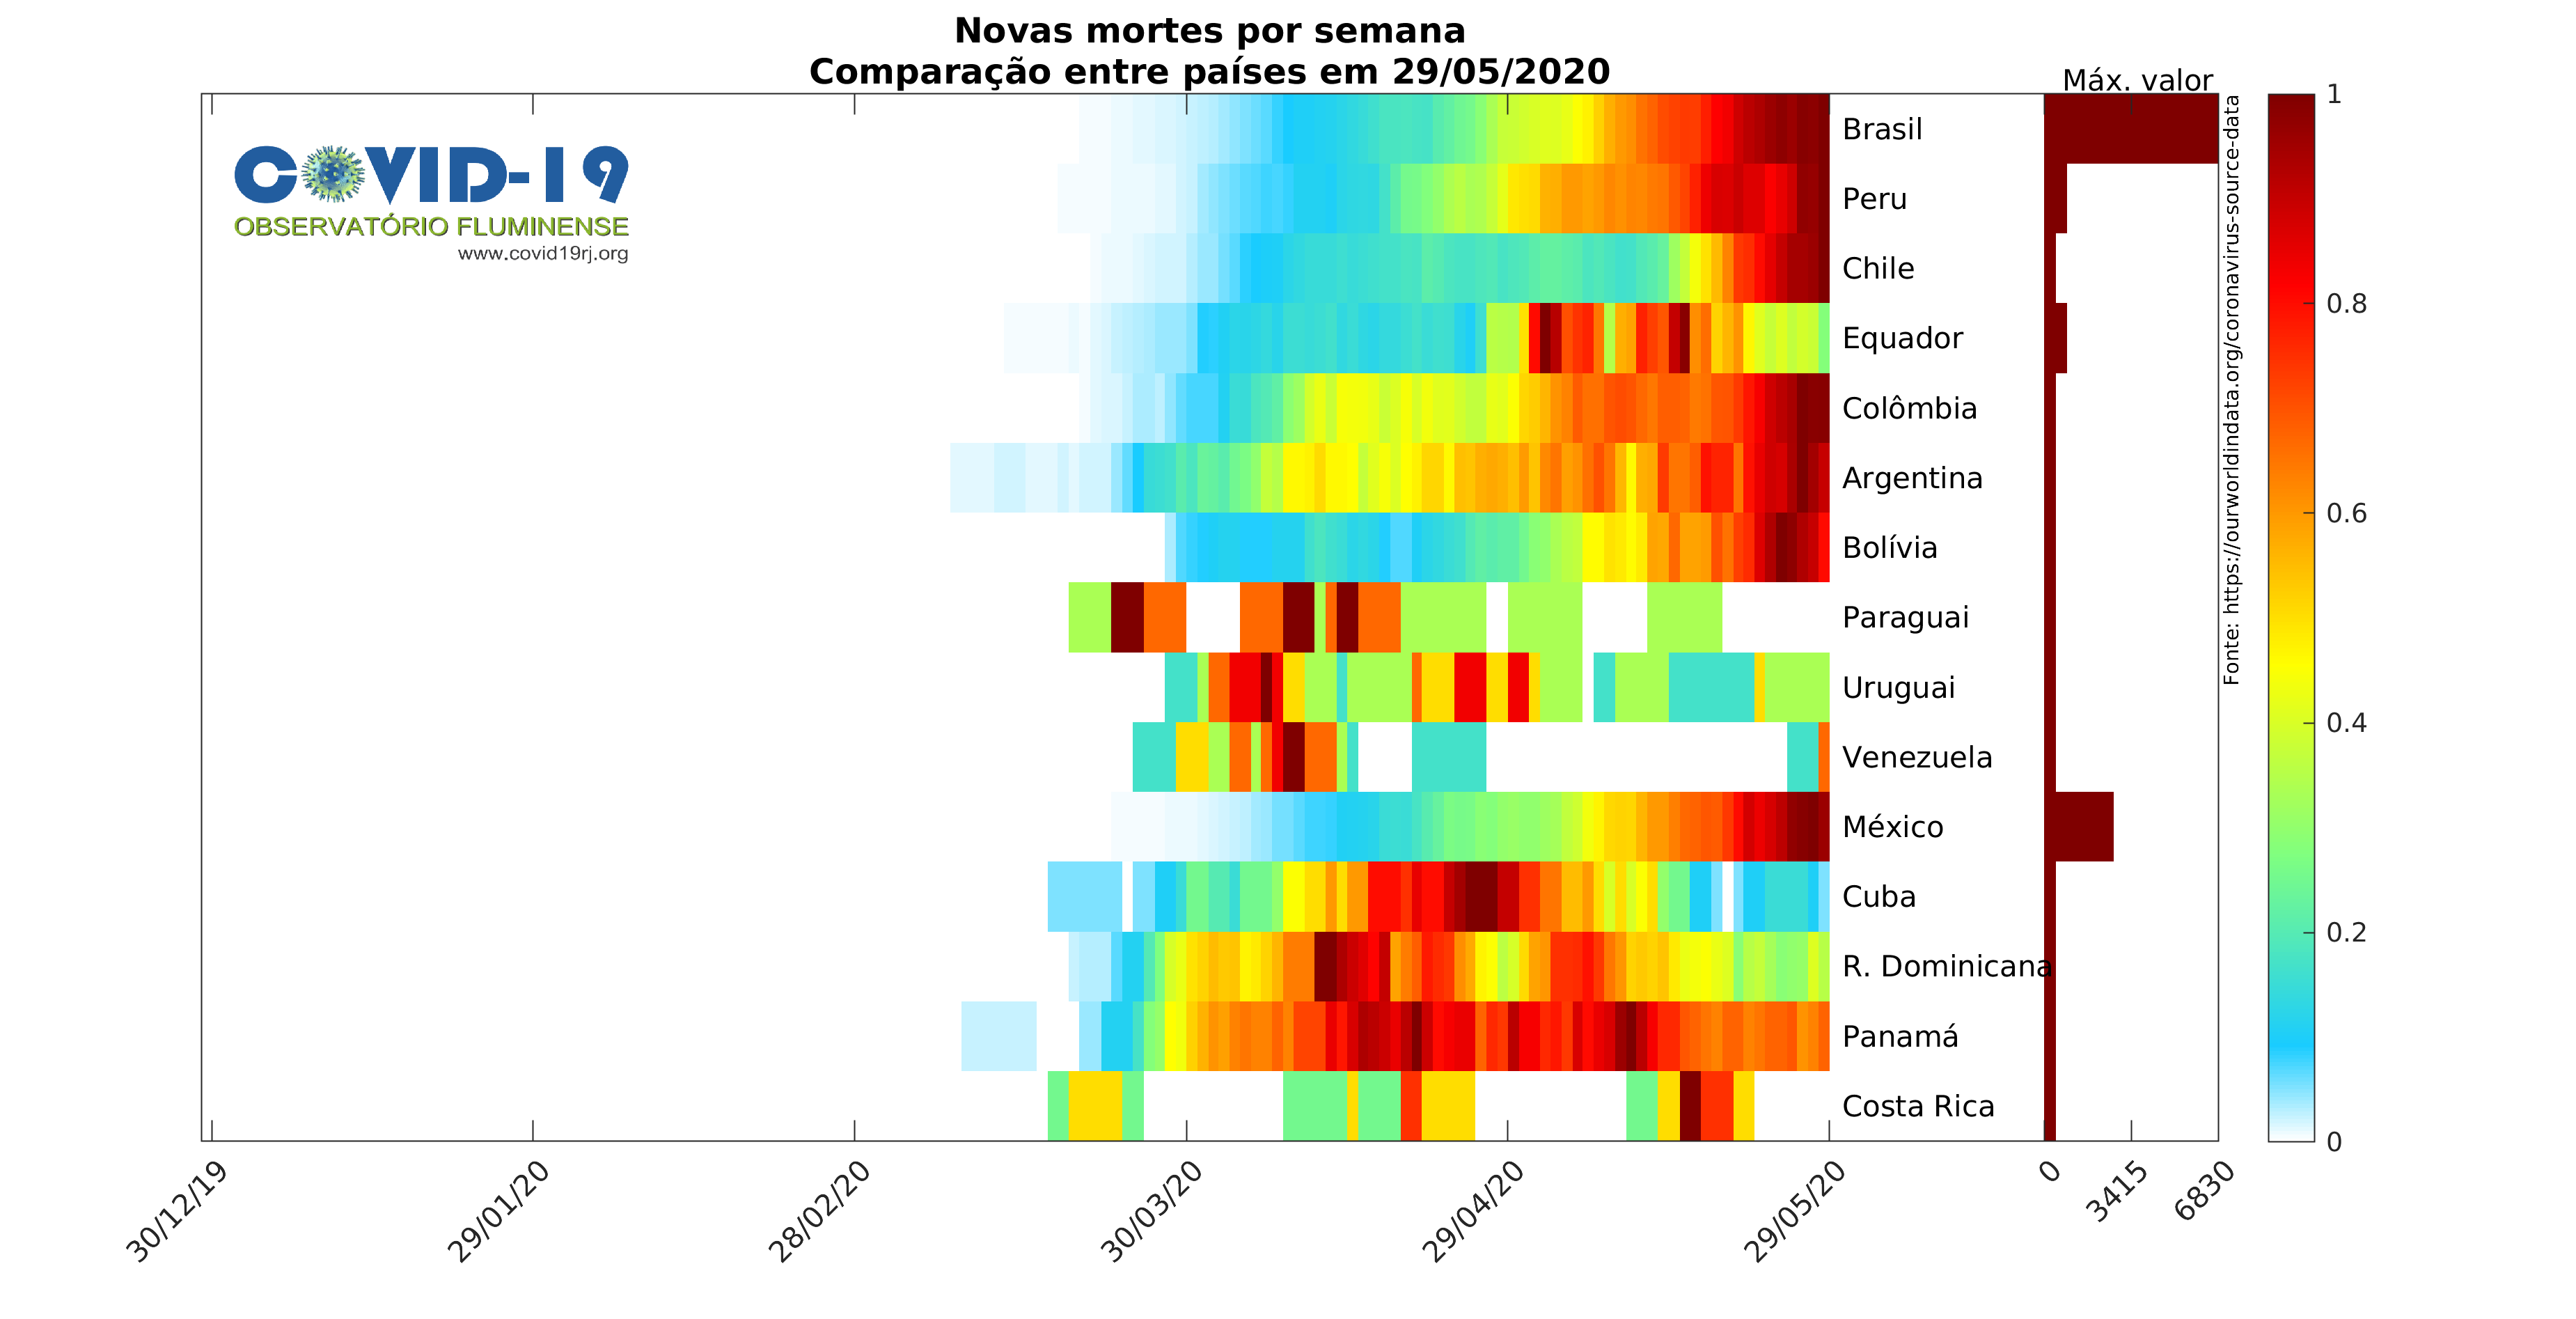 Novas mortes por semana
Comparação entre países em 29/05/2020
Máx. valor
COVID-19
OBSERVATÓRIO FLUMINENSE
www.covid19rj.org
Brasil
Peru
Chile
Equador
Colômbia
Argentina
Bolívia
Paraguai
Uruguai
Venezuela
México
Cuba
R. Dominicana
Panamá
Costa Rica
30/12/19
29/01/20
28/02/20
30/03/20
29/04/20
29/05/20
0
3415
6830
Fonte: https://ourworldindata.org/coronavirus-source-data
1
0.8
0.6
0.4
0.2
0